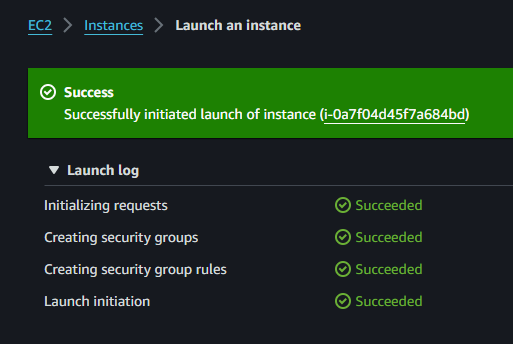 EC2 > Instances > Launch an instance
Success
Successfully initiated launch of instance (i-0a7f04d45f7a684bd)
Launch log
Initializing requests Succeeded
Creating security groups Succeeded
Creating security group rules Succeeded
Launch initiation Succeeded